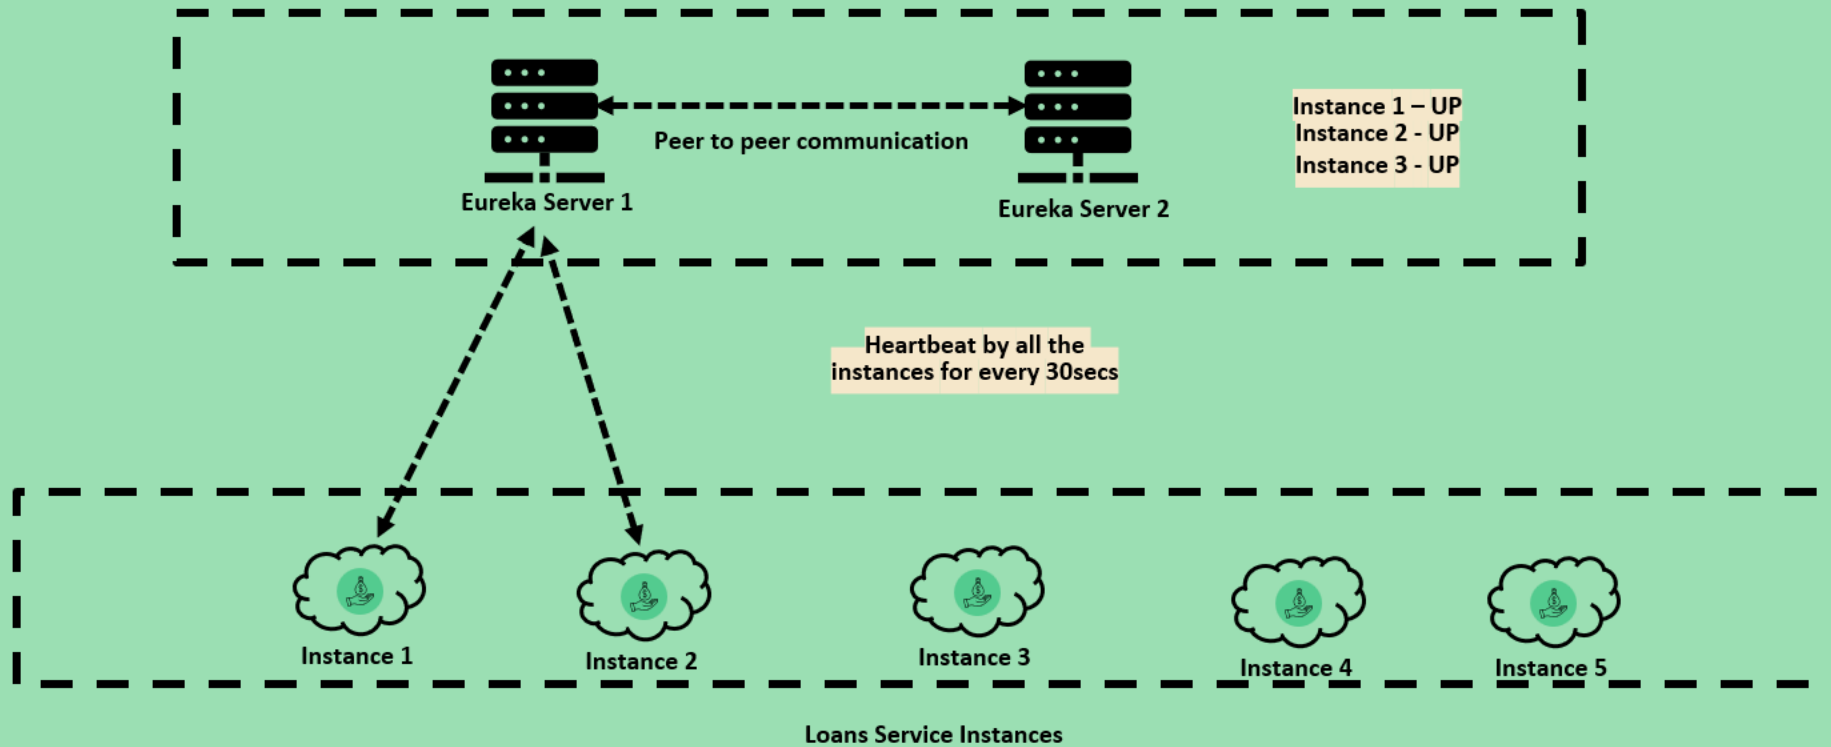 Instance 1 – UP
Instance 2 - UP
Instance 3 - UP
Peer to peer communication
Eureka Server 1
Eureka Server 2
Heartbeat by all the
instances for every 30secs
Instance 1
Instance 2
Instance 3
Instance 4
Instance 5
Loans Service Instances